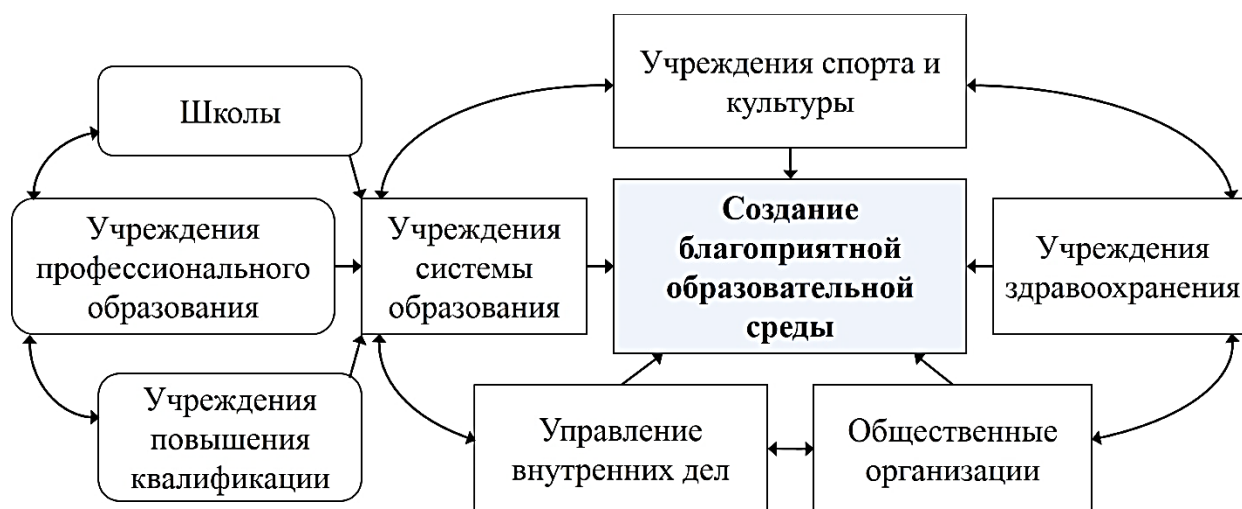 Учреждения спорта и
культуры
Школы
Учреждения
профессионального
образования
Учреждения
системы
образования
Создание
благоприятной
образовательной
среды
Учреждения
здравоохранения
Учреждения
повышения
квалификации
Управление
внутренних дел
Общественные
организации